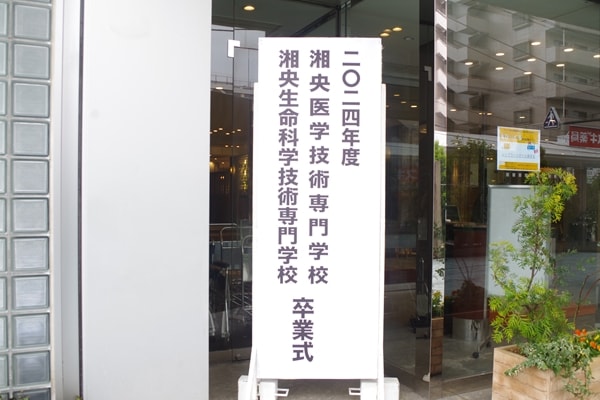 二〇二四年度
湘央医学技術専門学校
湘央生命科学技術専門学校
卒業式